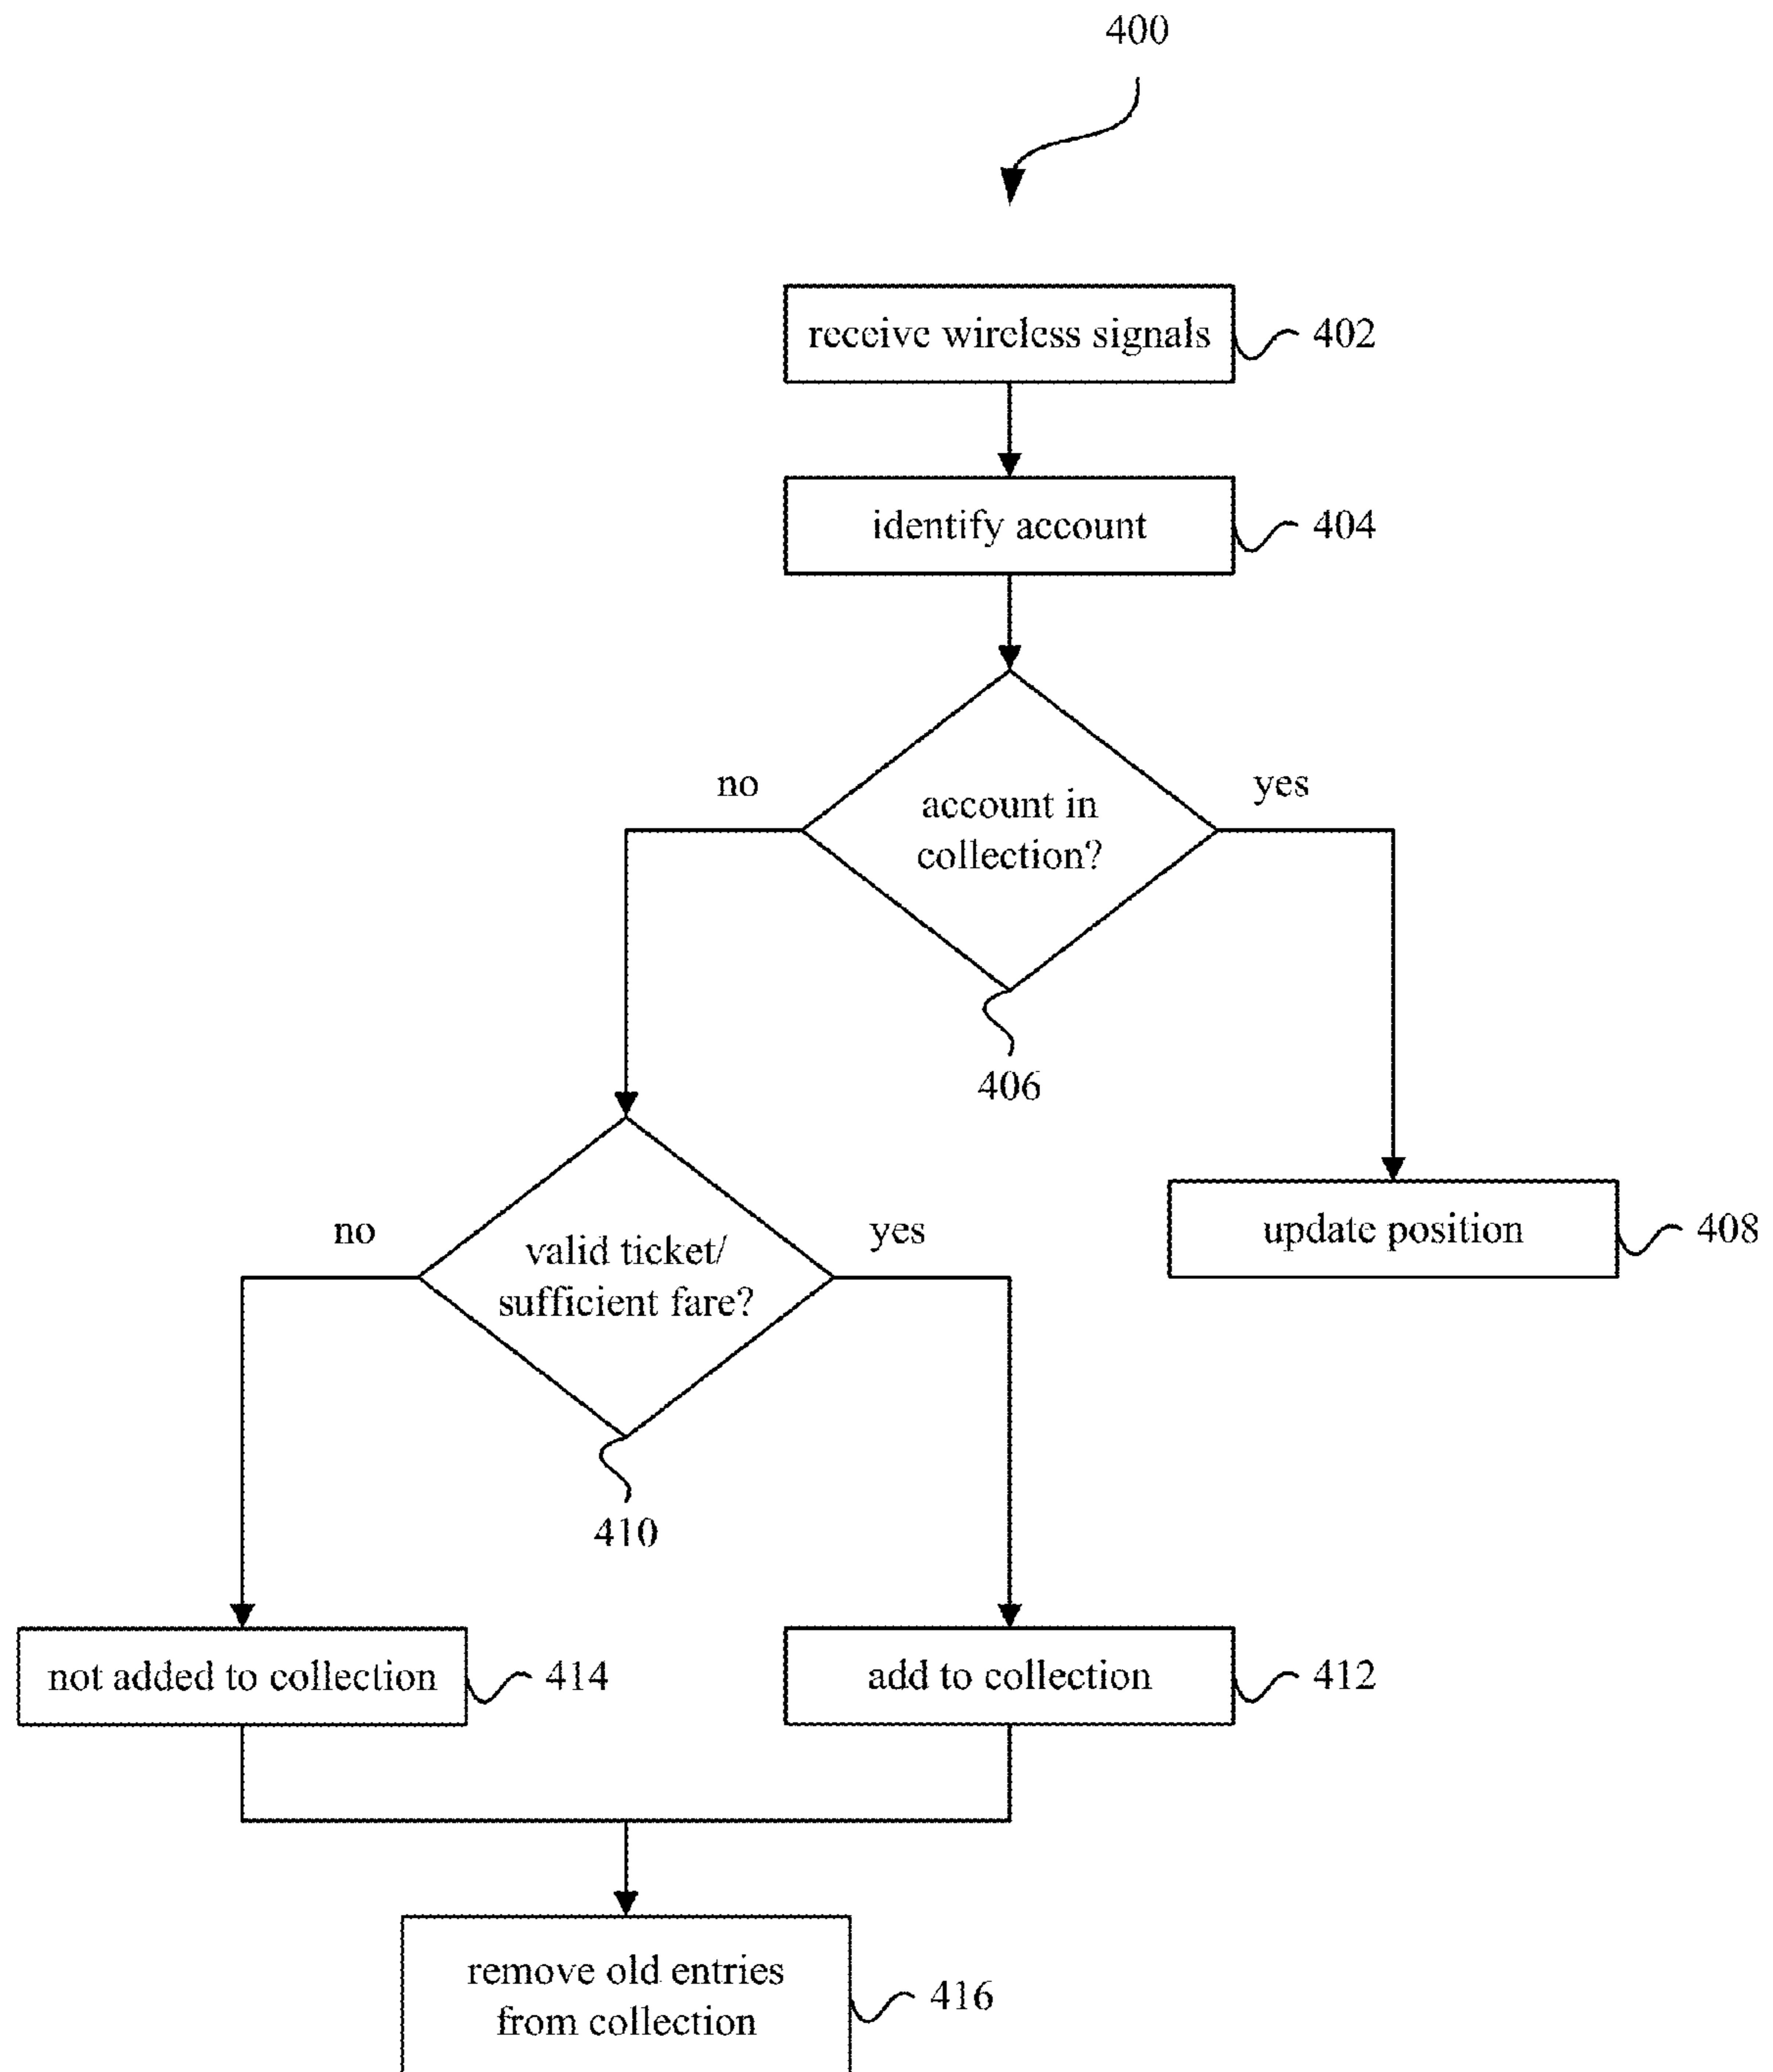 400
receive wireless signals
402
identify account
404
no
yes
account in
collection?
406
no
yes
valid ticket/
sufficient fare?
update position
408
410
not added to collection
414
add to collection
412
remove old entries
from collection
416